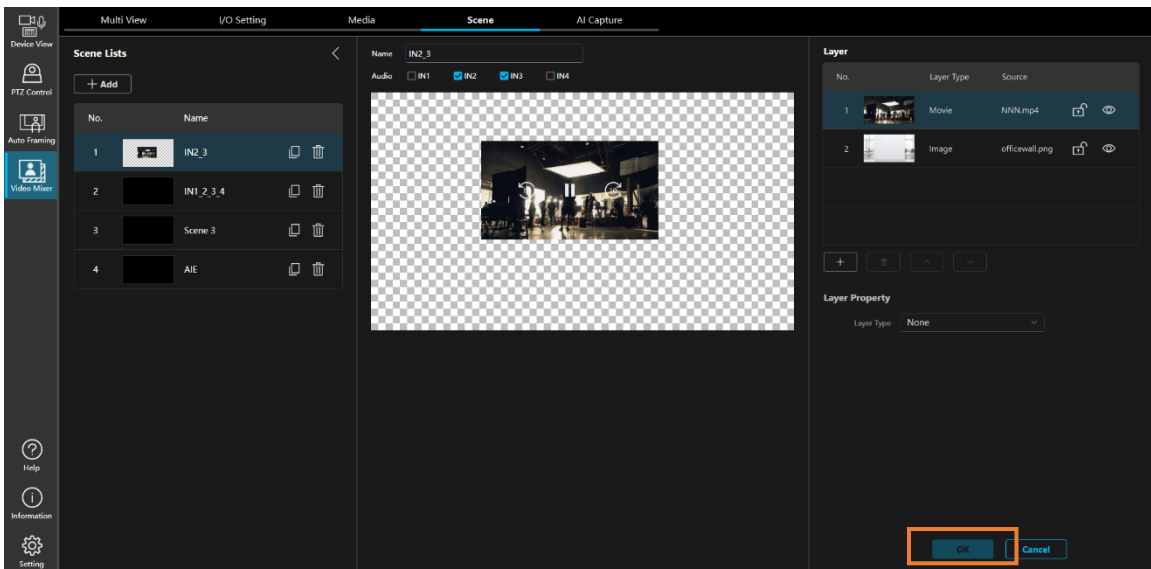 Multi View
I/O Setting
Media
Scene
AI Capture
Device View
PTZ Control
Auto Framing
Video Mixer
Help
Information
Setting
Scene Lists
+ Add
No. Name
1 IN2_3
2 IN1_2_3_4
3 Scene 3
4 AIE
Name IN2_3
Audio IN1 IN2 IN3 IN4
Layer
No. Layer Type Source
1 Movie NNN.mp4
2 Image officewall.png
Layer Property
Layer Type None
OK Cancel